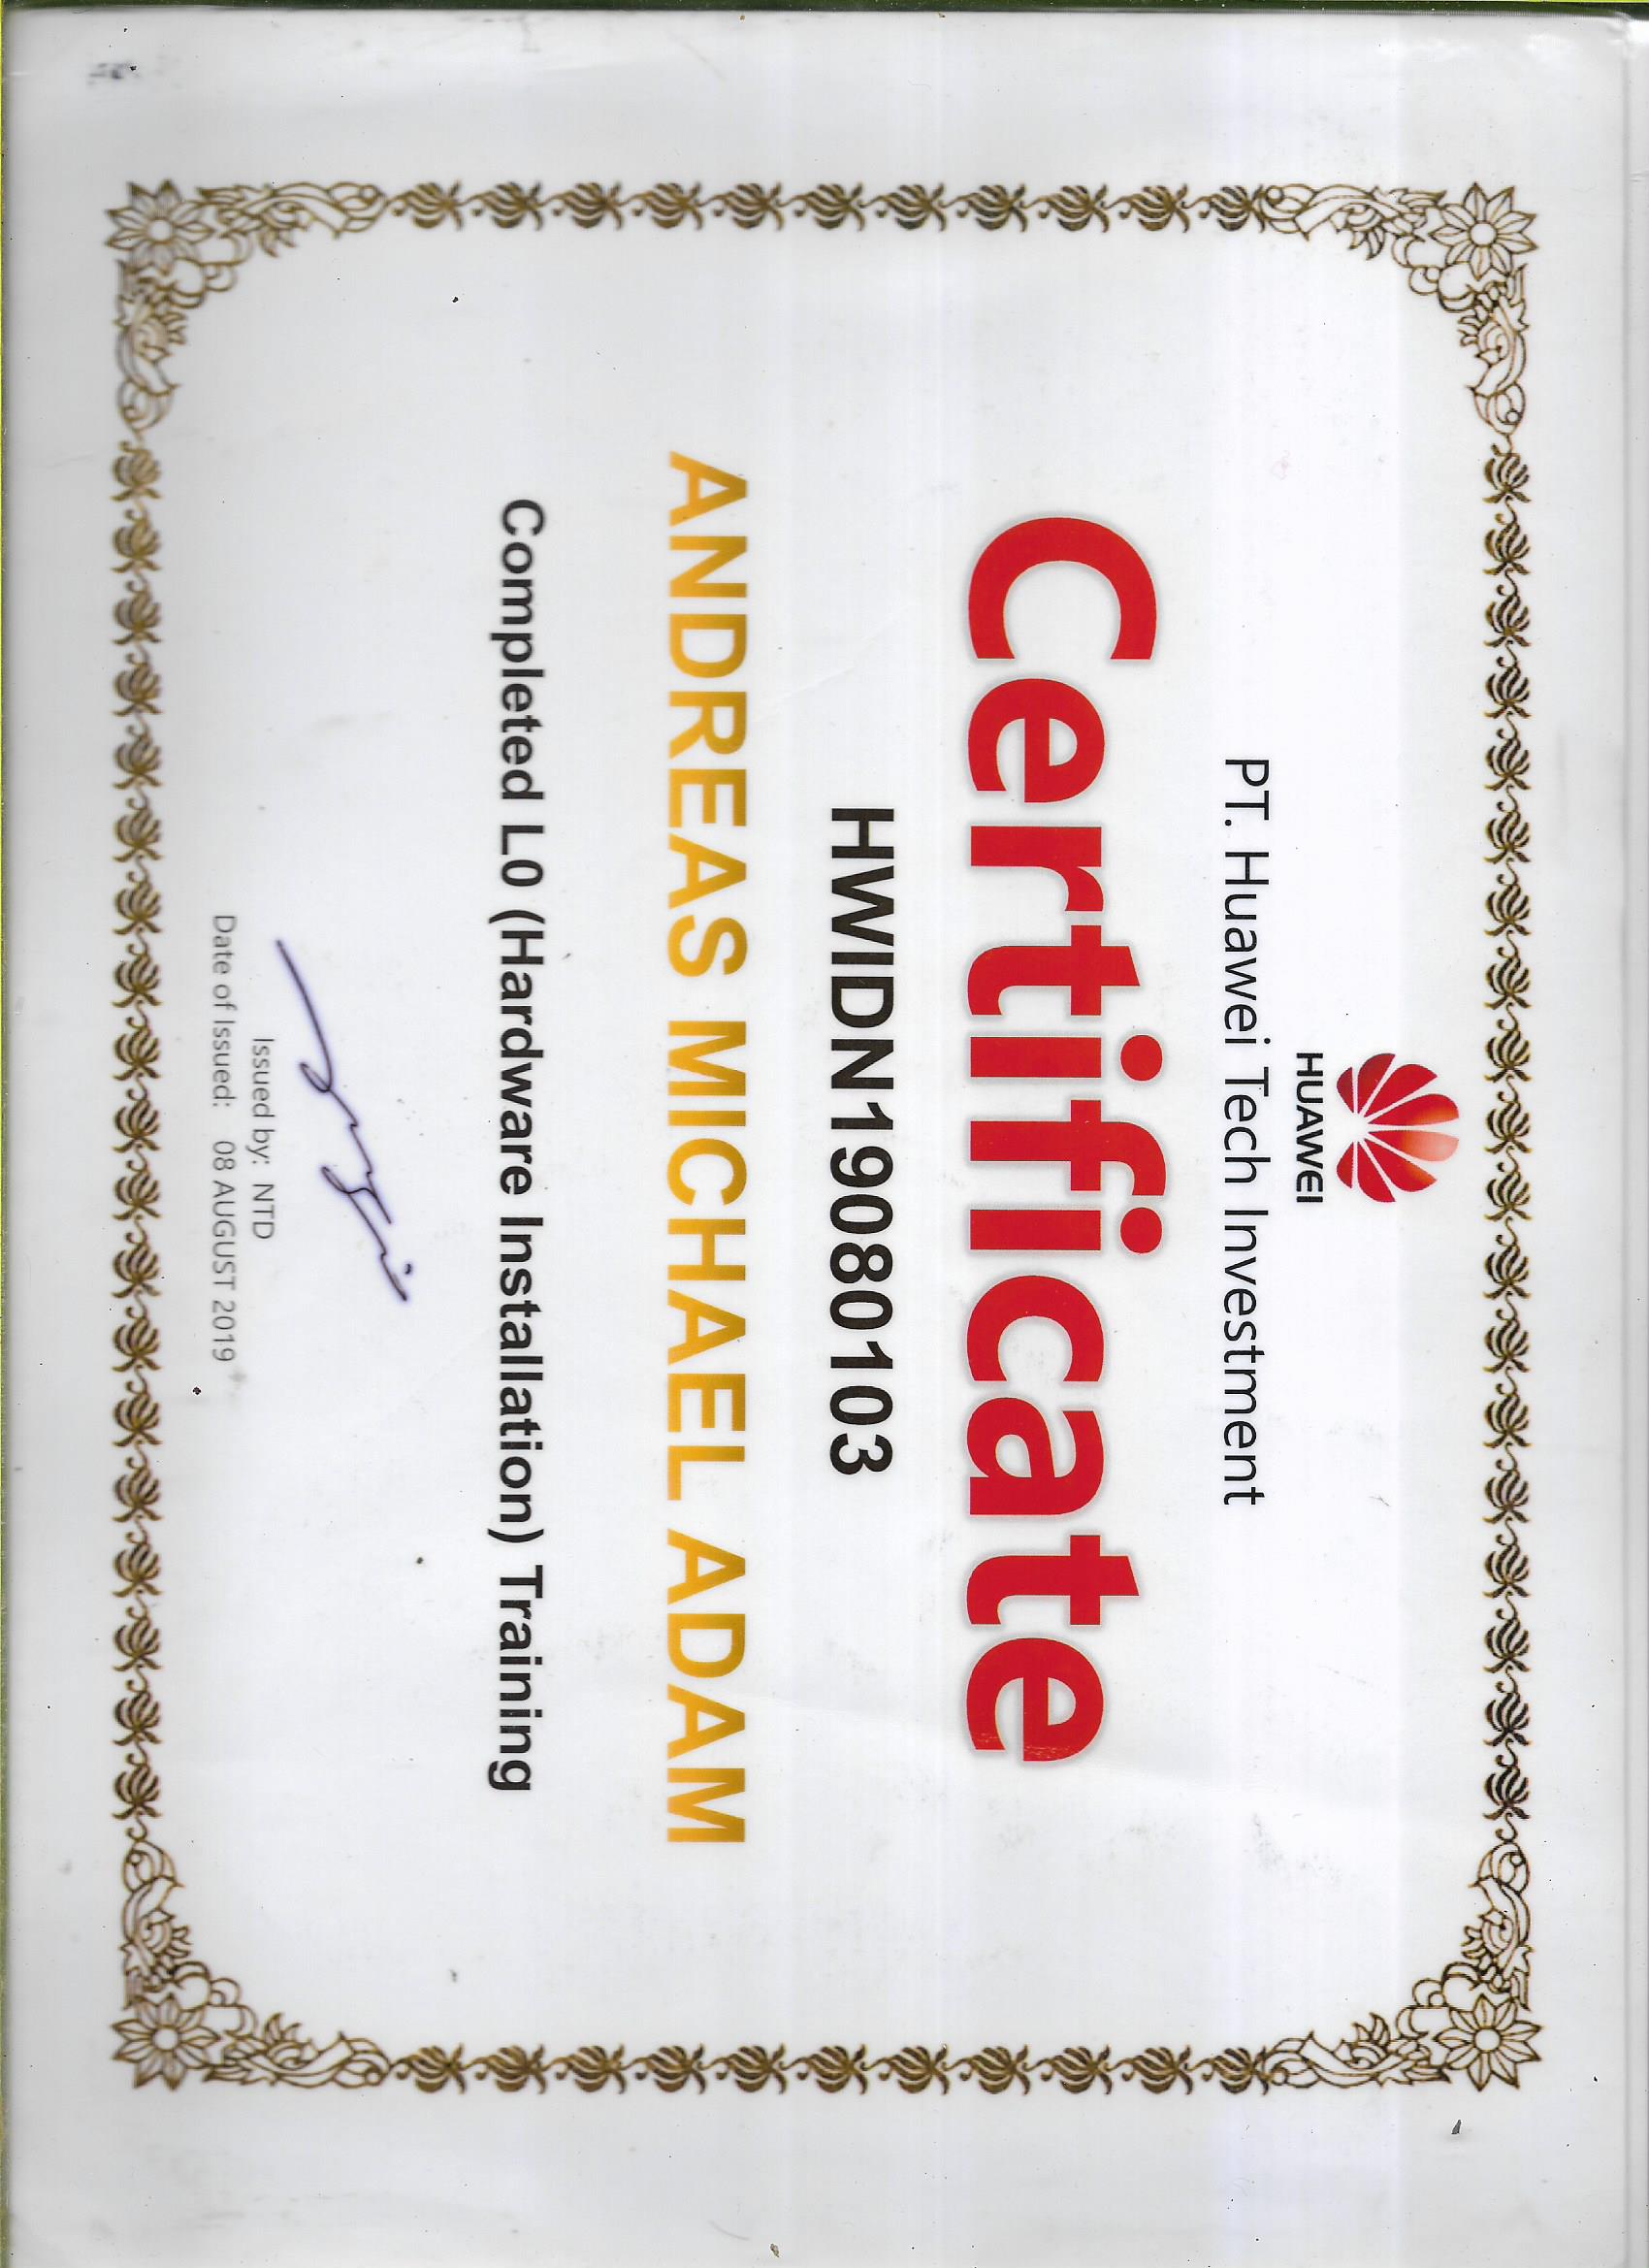 HUAWEI
PT. Huawei Tech Investment
Certificate
HWIDN19080103
ANDREAS MICHAEL ADAM
Completed L0 (Hardware Installation) Training
Issued by: NTD
Date of Issued: 08 AUGUST 2019